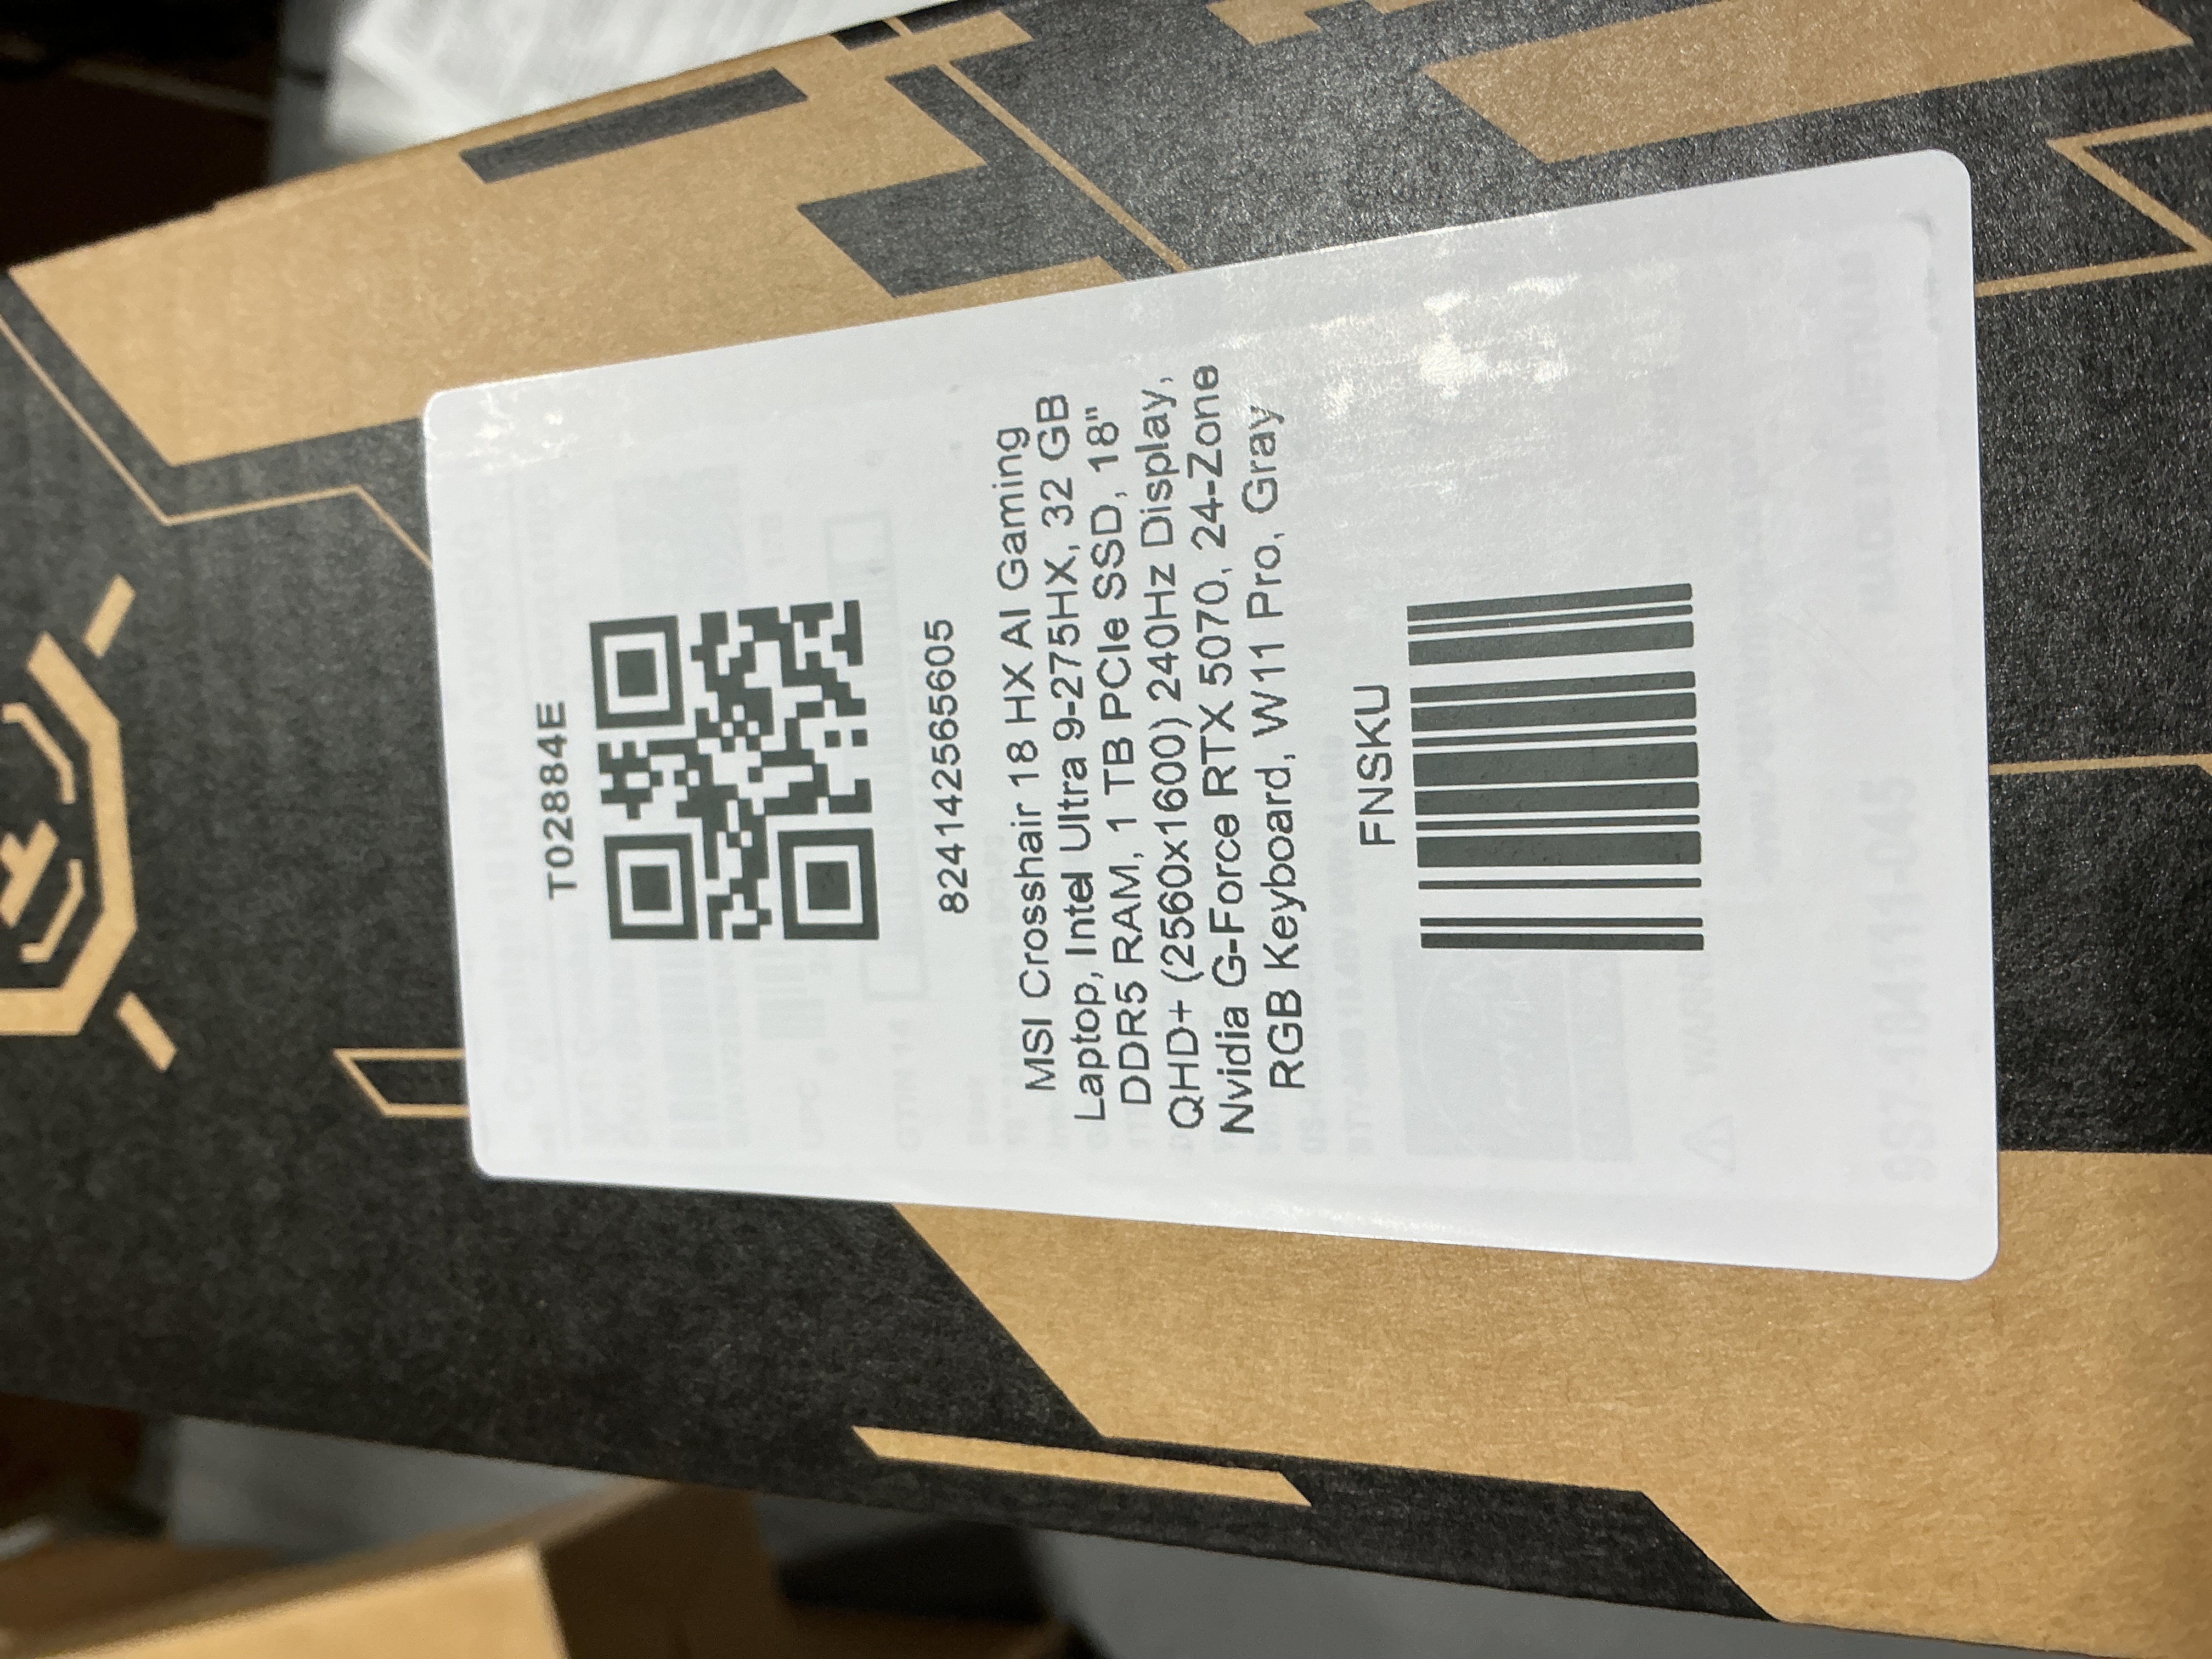 T02884E
824142565605
MSI Crosshair 18 HX AI Gaming
Laptop, Intel Ultra 9-275HX, 32 GB
DDR5 RAM, 1 TB PCIe SSD, 18"
QHD+ (2560x1600) 240Hz Display,
Nvidia G-Force RTX 5070, 24-Zone
RGB Keyboard, W11 Pro, Gray
FNSKU